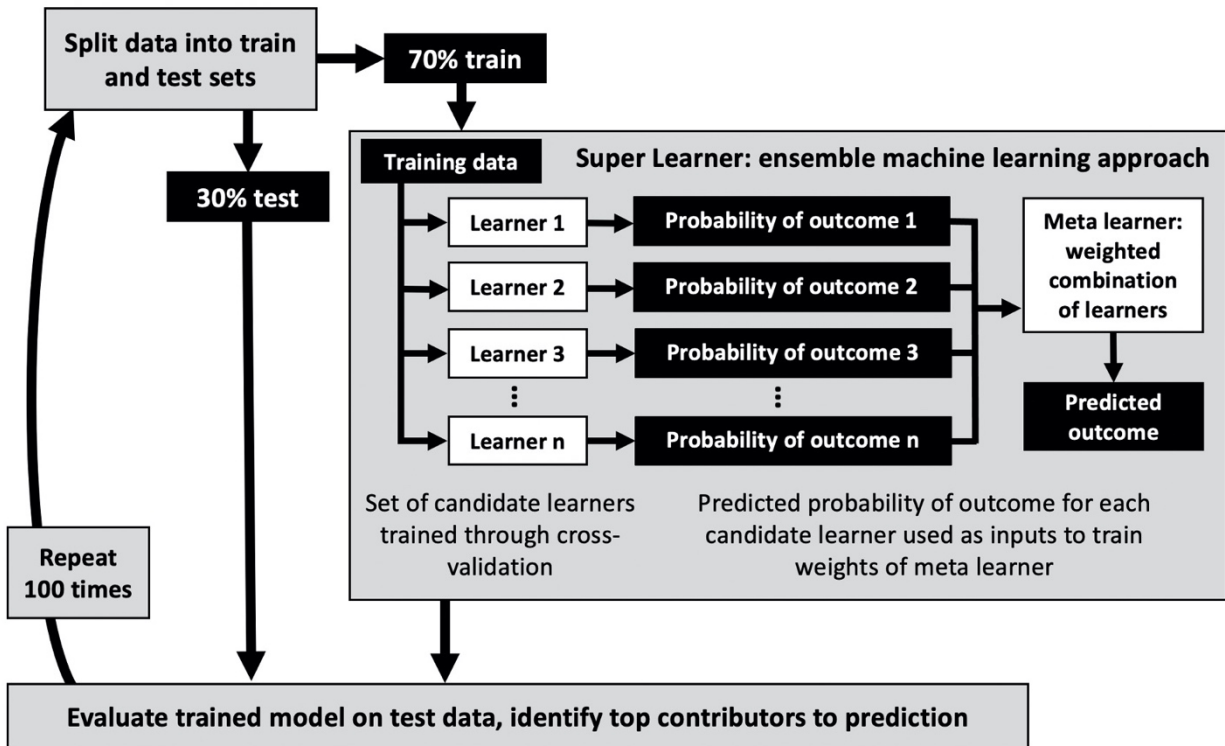 Split data into train
and test sets
70% train
30% test
Training data
Super Learner: ensemble machine learning approach
Learner 1
Probability of outcome 1
Learner 2
Probability of outcome 2
Learner 3
Probability of outcome 3
Learner n
Probability of outcome n
Meta learner:
weighted
combination
of learners
Predicted
outcome
Set of candidate learners
trained through cross-
validation
Predicted probability of outcome for each
candidate learner used as inputs to train
weights of meta learner
Repeat
100 times
Evaluate trained model on test data, identify top contributors to prediction